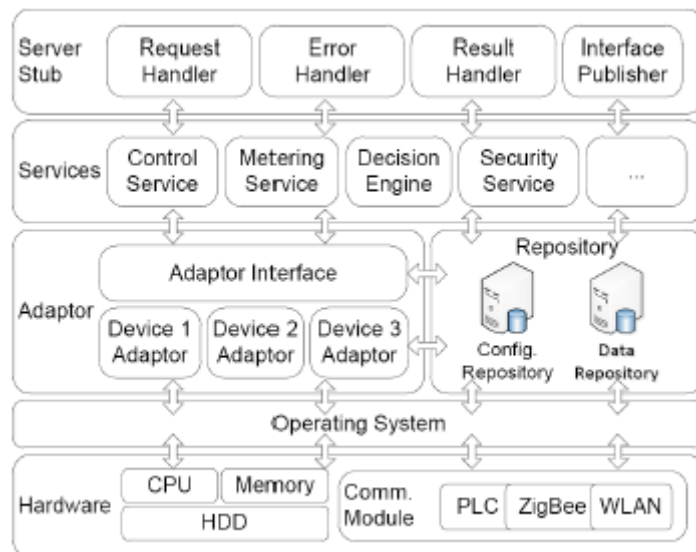 Server Stub
Request Handler
Error Handler
Result Handler
Interface Publisher
Services
Control Service
Metering Service
Decision Engine
Security Service
...
Adaptor
Adaptor Interface
Device 1 Adaptor
Device 2 Adaptor
Device 3 Adaptor
Repository
Config. Repository
Data Repository
Operating System
Hardware
CPU
Memory
HDD
Comm. Module
PLC
ZigBee
WLAN